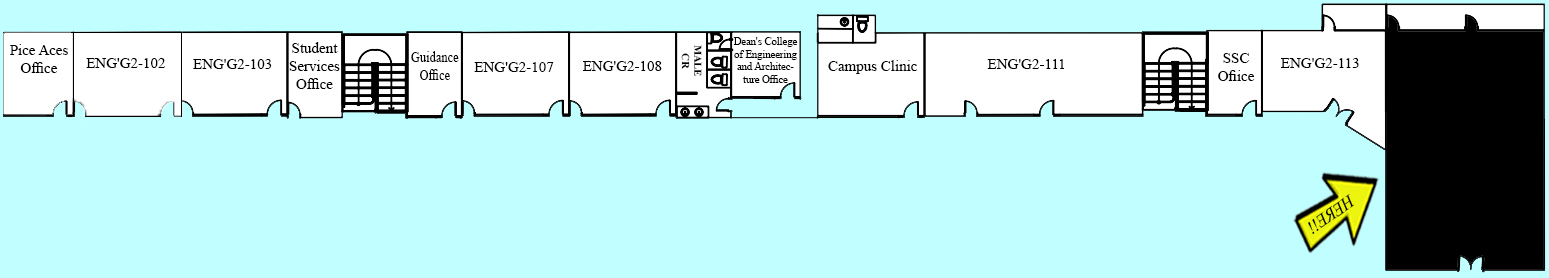 Pice Aces
Office
ENG'G2-102
ENG'G2-103
Student
Services
Office
Guidance
Office
ENG'G2-107
ENG'G2-108
MALE
CR
Dean's College
of Engineering
and Architec-
ture Office
Campus Clinic
ENG'G2-111
SSC
Ofiice
ENG'G2-113
HERE!!